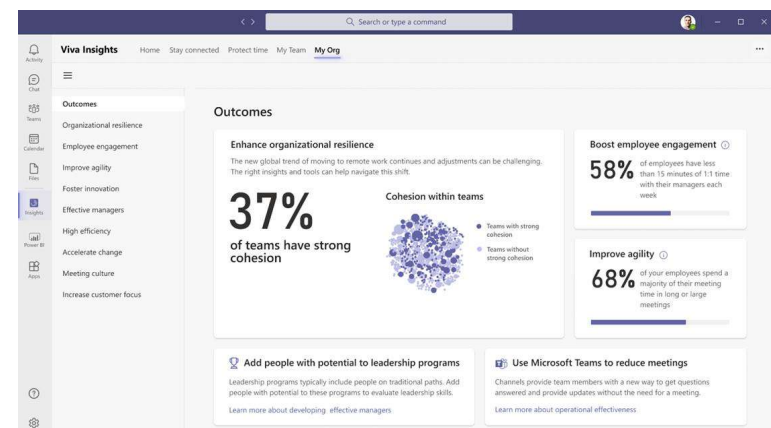 Search or type a command
Viva Insights
Home
Stay connected
Protect time
My Team
My Org
Activity
Chat
Teams
Calendar
Files
Insights
Power BI
Apps
Outcomes
Organizational resilience
Employee engagement
Improve agility
Foster innovation
Effective managers
High efficiency
Accelerate change
Meeting culture
Increase customer focus
Outcomes
Enhance organizational resilience
The new global trend of moving to remote work continues and adjustments can be challenging.
The right insights and tools can help navigate this shift.
37%
of teams have strong
cohesion
Cohesion within teams
Teams with strong
cohesion
Teams without
strong cohesion
Boost employee engagement
58%
of employees have less
than 15 minutes of 1:1 time
with their managers each
week
Improve agility
68%
of your employees spend a
majority of their meeting
time in long or large
meetings
Add people with potential to leadership programs
Leadership programs typically include people on traditional paths. Add
people with potential to these programs to evaluate leadership skills.
Learn more about developing effective managers
Use Microsoft Teams to reduce meetings
Channels provide team members with a new way to get questions
answered and provide updates without the need for a meeting.
Learn more about operational effectiveness